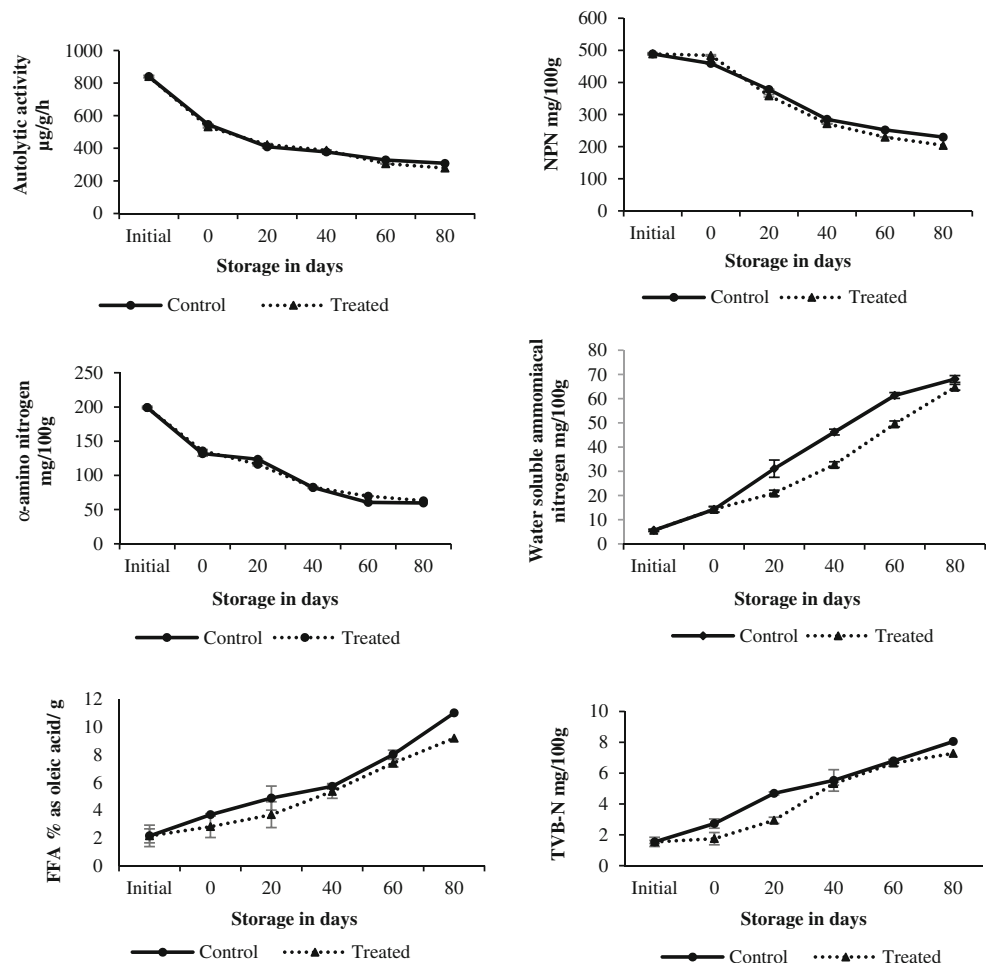 Autolytic activity
µg/g/h
1000
800
600
400
200
0
Initial 0 20 40 60 80
Storage in days
Control Treated
NPN mg/100g
600
500
400
300
200
100
0
Initial 0 20 40 60 80
Storage in days
Control Treated
α-amino nitrogen
mg/100g
250
200
150
100
50
0
Initial 0 20 40 60 80
Storage in days
Control Treated
Water soluble ammomiacal
nitrogen mg/100g
80
70
60
50
40
30
20
10
0
Initial 0 20 40 60 80
Storage in days
Control Treated
FFA % as oleic acid/ g
12
10
8
6
4
2
0
Initial 0 20 40 60 80
Storage in days
Control Treated
TVB-N mg/100g
10
8
6
4
2
0
Initial 0 20 40 60 80
Storage in days
Control Treated